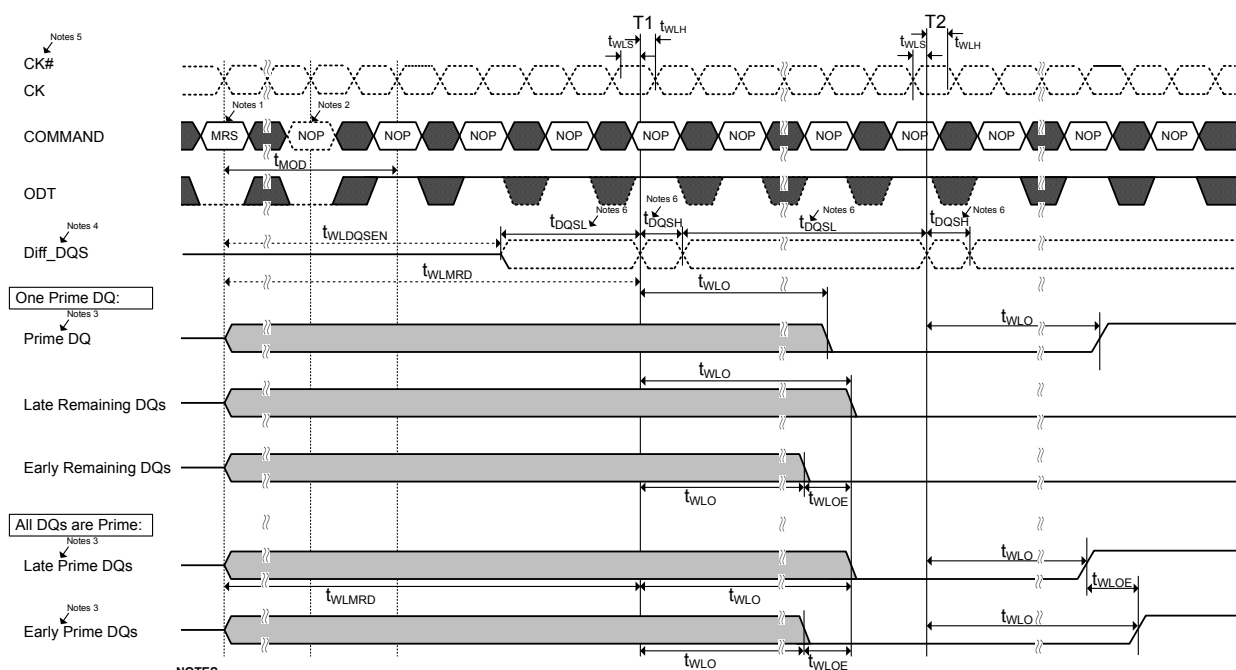 T1 T2
Notes 5 tWLS tWLH tWLS tWLH
CK#
CK
Notes 1 Notes 2
COMMAND MRS NOP NOP NOP NOP NOP NOP NOP NOP NOP NOP NOP
tMOD
ODT
Notes 4 tWLDQSEN tDQSL Notes 6 tDQSH Notes 6 tDQSL Notes 6 tDQSH Notes 6
Diff_DQS
tWLMRD
tWLO
One Prime DQ:
Notes 3
Prime DQ
tWLO
tWLO
Late Remaining DQs
Early Remaining DQs
tWLO tWLOE
All DQs are Prime:
Notes 3
Late Prime DQs
tWLO
tWLMRD tWLO tWLOE
Notes 3
Early Prime DQs
tWLO
tWLO tWLOE
NOTES